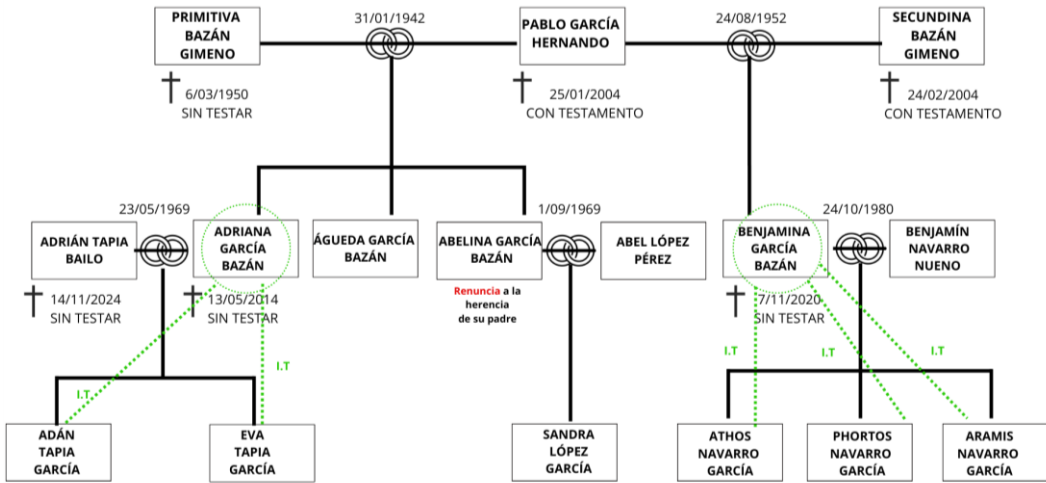 PRIMITIVA
BAZÁN
GIMENO
31/01/1942
PABLO GARCÍA
HERNANDO
24/08/1952
SECUNDINA
BAZÁN
GIMENO
6/03/1950
SIN TESTAR
25/01/2004
CON TESTAMENTO
24/02/2004
CON TESTAMENTO
23/05/1969
1/09/1969
24/10/1980
ADRIÁN TAPIA
BAILO
ADRIANA
GARCÍA
BAZÁN
ÁGUEDA GARCÍA
BAZÁN
ABELINA GARCÍA
BAZÁN
ABEL LÓPEZ
PÉREZ
BENJAMINA
GARCÍA
BAZÁN
BENJAMÍN
NAVARRO
NUENO
14/11/2024
SIN TESTAR
13/05/2014
SIN TESTAR
Renuncia a la
herencia
de su padre
7/11/2020
SIN TESTAR
I.T
I.T
I.T
I.T
I.T
ADÁN
TAPIA
GARCÍA
EVA
TAPIA
GARCÍA
SANDRA
LÓPEZ
GARCÍA
ATHOS
NAVARRO
GARCÍA
PHORTOS
NAVARRO
GARCÍA
ARAMIS
NAVARRO
GARCÍA